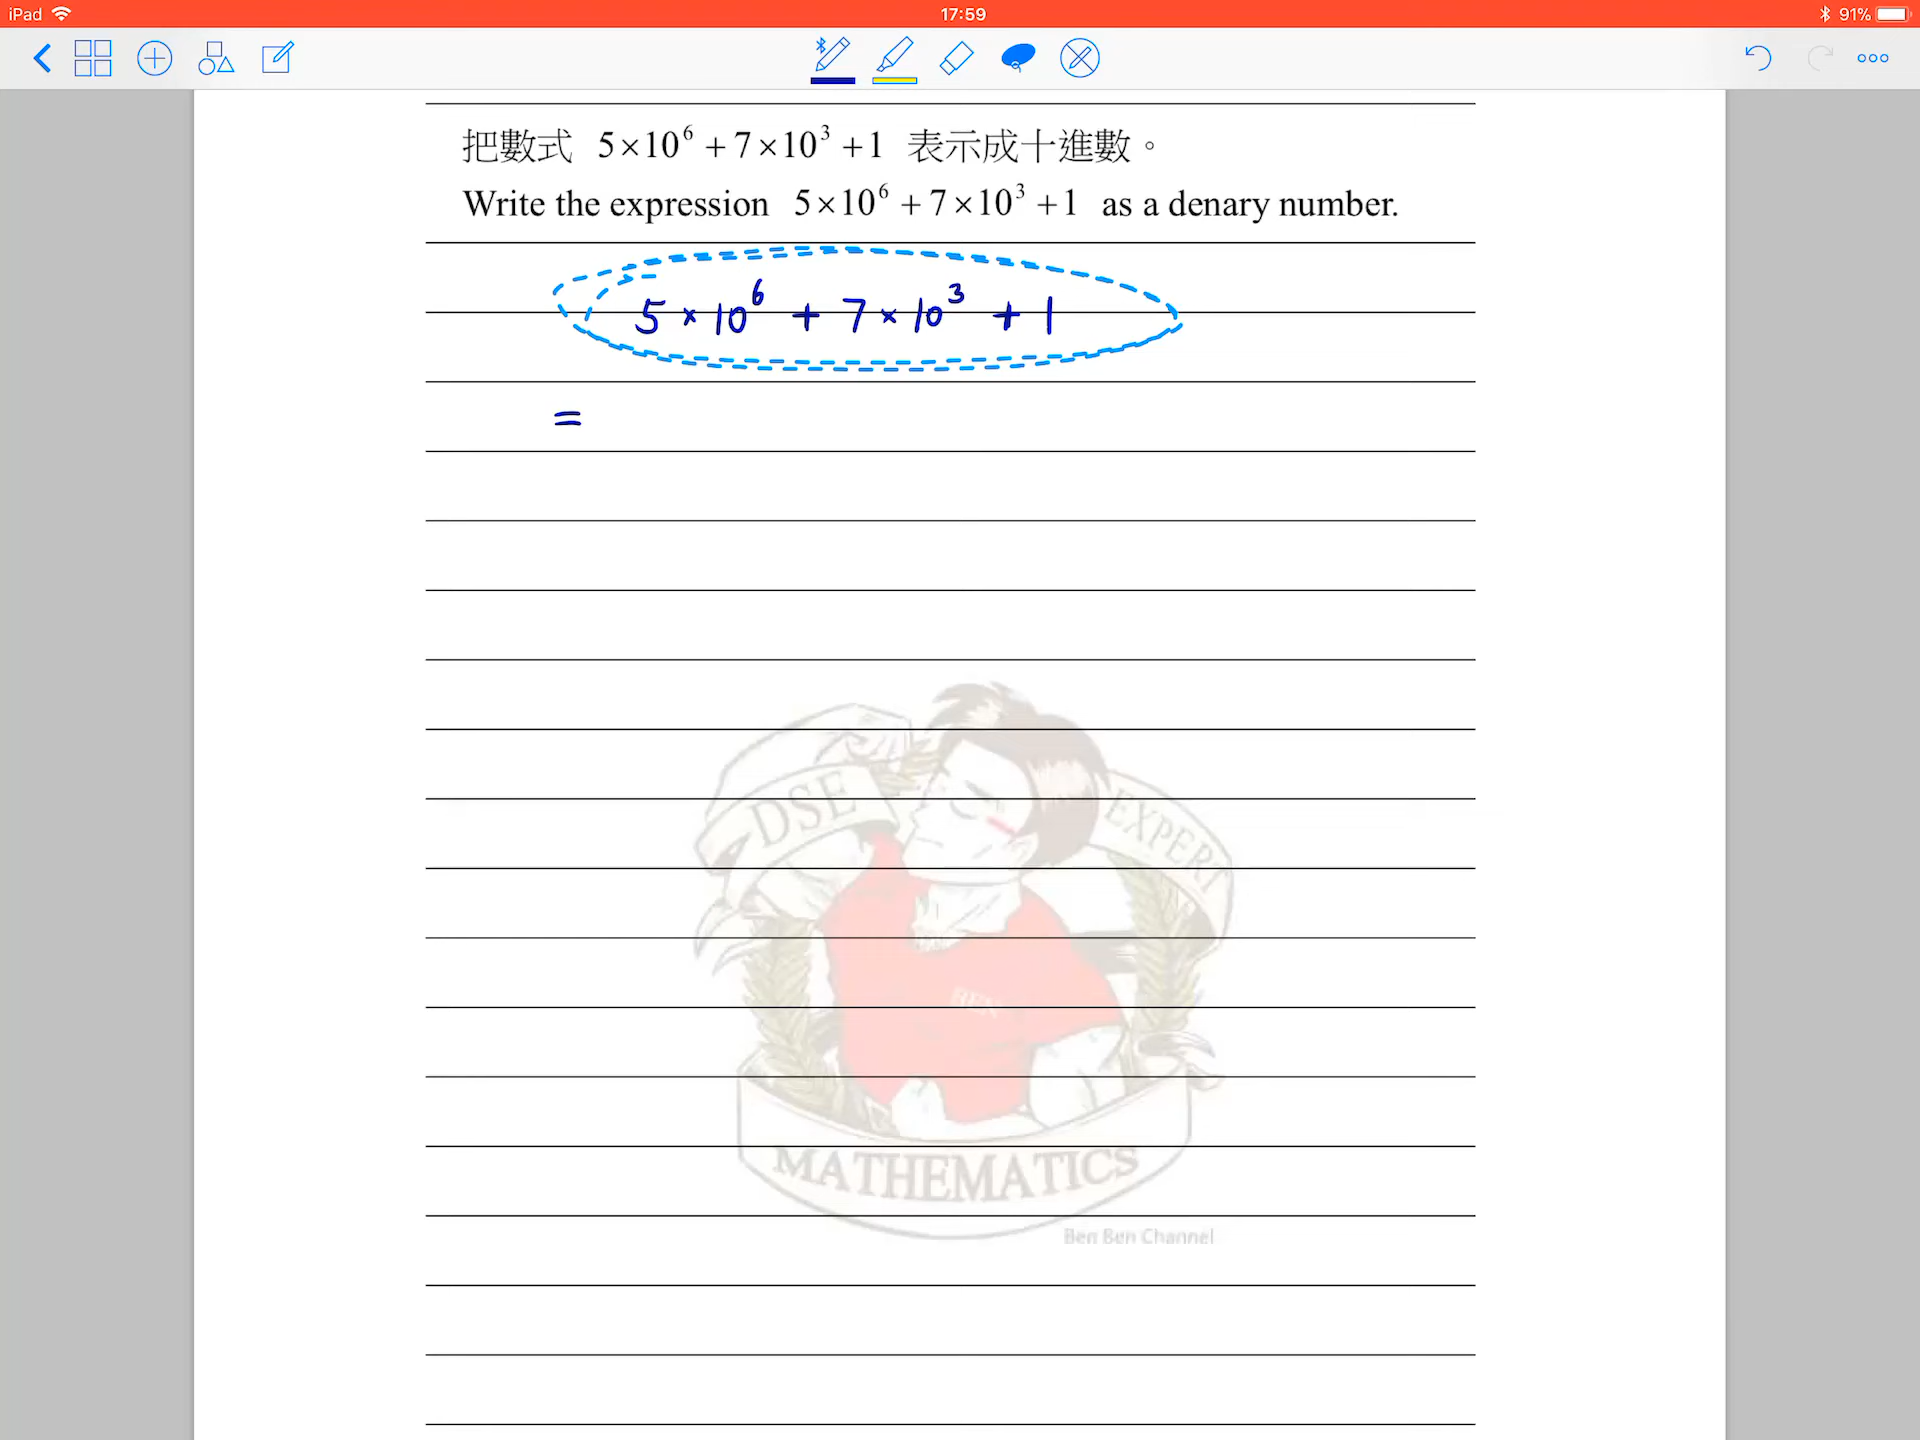 iPad 17:59 91%
把數式 5×10⁶ + 7×10³ +1 表示成十進數。
Write the expression 5×10⁶ + 7×10³ +1 as a denary number.
5 × 10⁶ + 7 × 10³ + 1
=
DSE EXPERT
BEN
MATHEMATICS
Ben Ben Channel